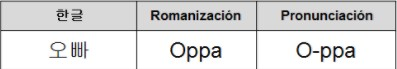 한글 Romanización Pronunciación
오빠 Oppa O-ppa